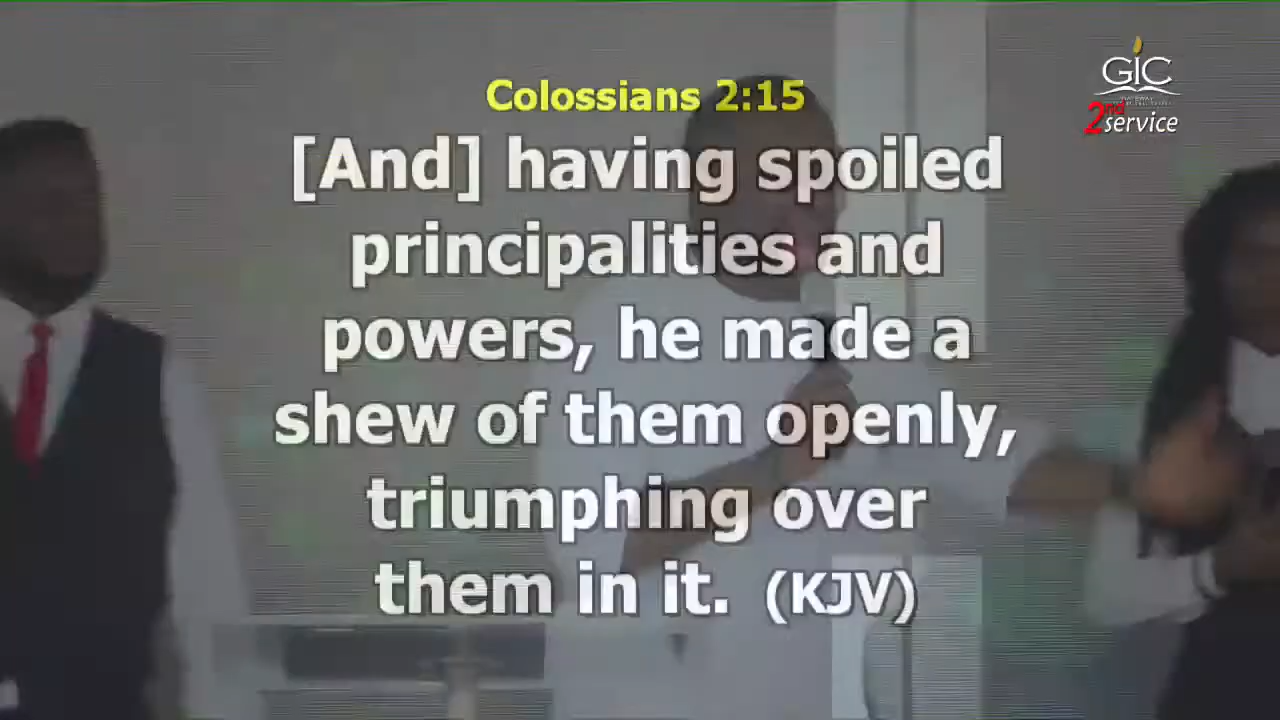 Colossians 2:15
[And] having spoiled
principalities and
powers, he made a
shew of them openly,
triumphing over
them in it. (KJV)
GIC
2nd service